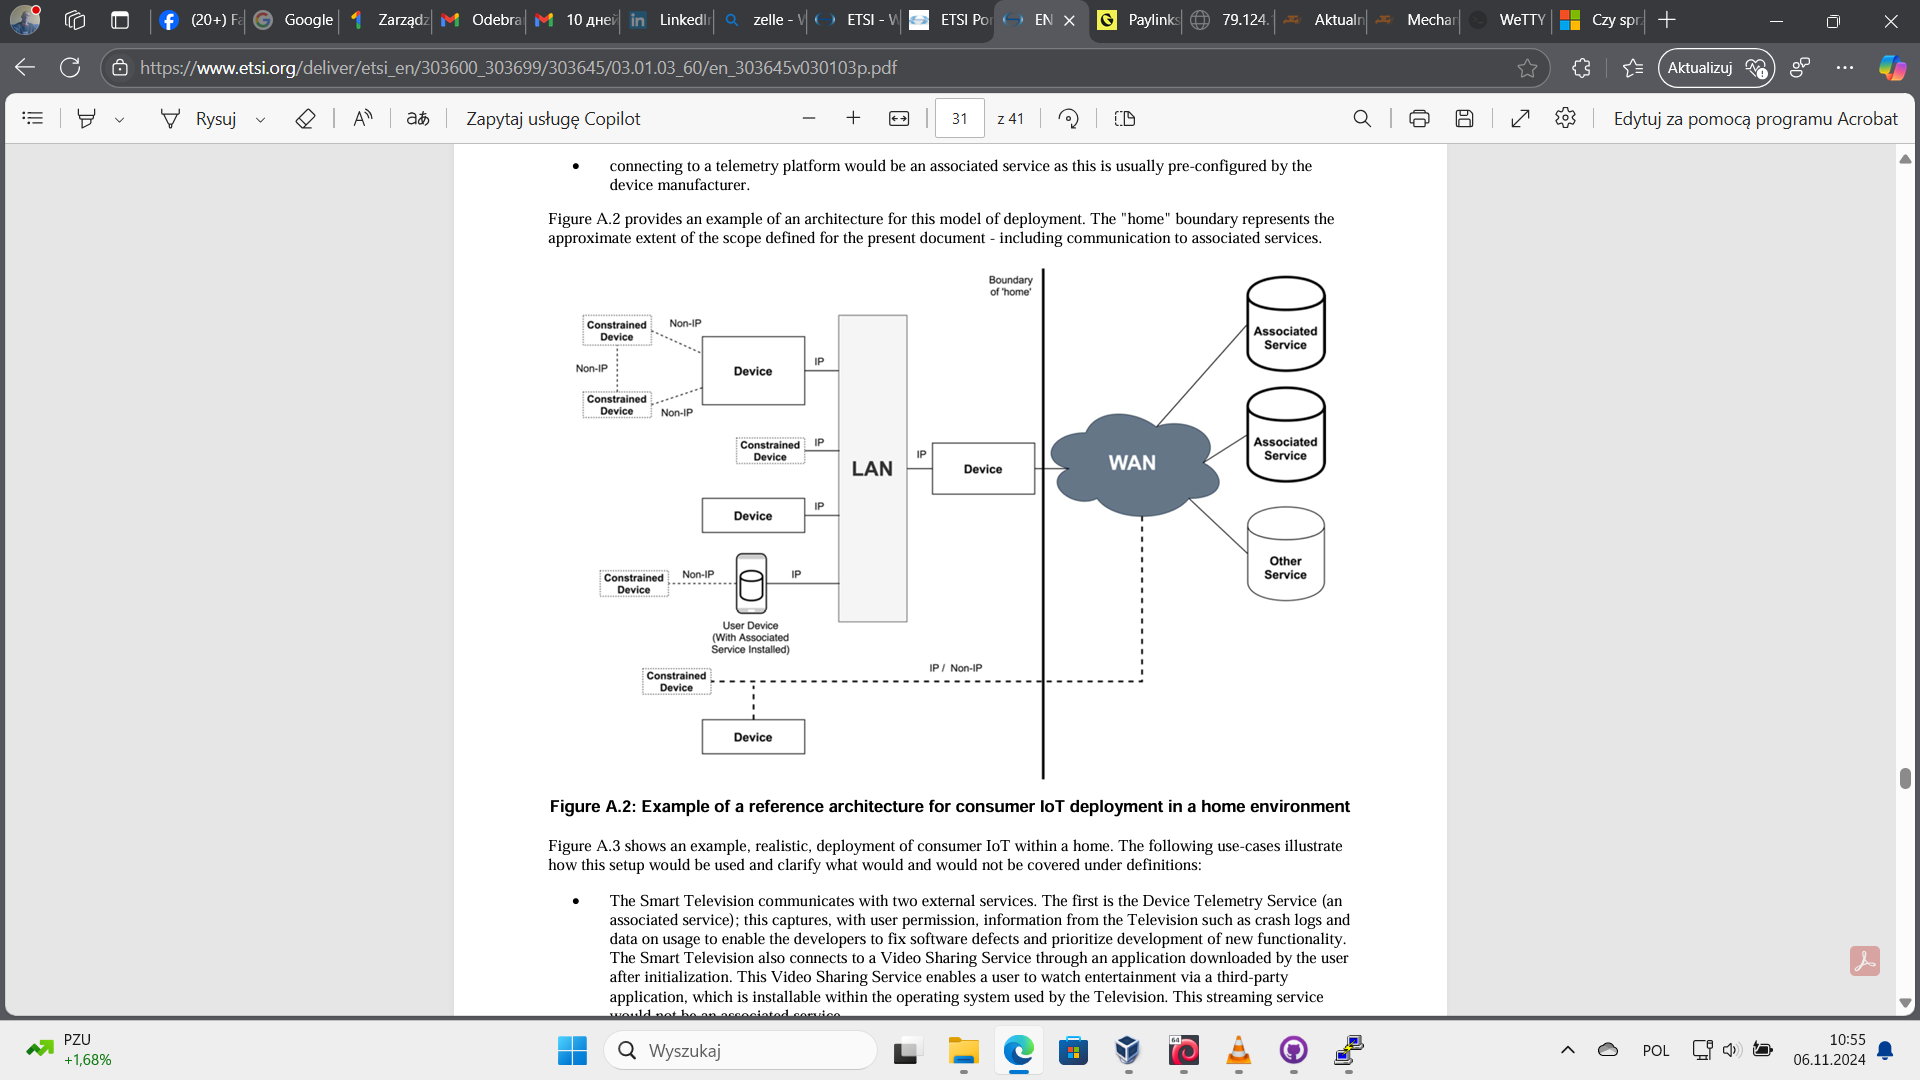 (20+) Fa
Google
Zarządz
Odebra
10 дней
LinkedIn
zelle - W
ETSI - W
ETSI Por
EN
Paylinks
79.124.
Aktualn
Mechan
WeTTY
Czy spr
https://www.etsi.org/deliver/etsi_en/303600_303699/303645/03.01.03_60/en_303645v030103p.pdf
Aktualizuj
Rysuj
aあ
Zapytaj usługę Copilot
31
z 41
Edytuj za pomocą programu Acrobat
• connecting to a telemetry platform would be an associated service as this is usually pre-configured by the
device manufacturer.
Figure A.2 provides an example of an architecture for this model of deployment. The "home" boundary represents the
approximate extent of the scope defined for the present document - including communication to associated services.
Boundary
of 'home'
Constrained
Device
Non-IP
Device
IP
Non-IP
Constrained
Device
Non-IP
Associated
Service
Constrained
Device
IP
LAN
IP
Device
WAN
Associated
Service
Device
IP
Constrained
Device
Non-IP
IP
User Device
(With Associated
Service Installed)
Other
Service
Constrained
Device
IP / Non-IP
Device
Figure A.2: Example of a reference architecture for consumer IoT deployment in a home environment
Figure A.3 shows an example, realistic, deployment of consumer IoT within a home. The following use-cases illustrate
how this setup would be used and clarify what would and would not be covered under definitions:
• The Smart Television communicates with two external services. The first is the Device Telemetry Service (an
associated service); this captures, with user permission, information from the Television such as crash logs and
data on usage to enable the developers to fix software defects and prioritize development of new functionality.
The Smart Television also connects to a Video Sharing Service through an application downloaded by the user
after initialization. This Video Sharing Service enables a user to watch entertainment via a third-party
application, which is installable within the operating system used by the Television. This streaming service
would not be an associated service.
PZU
+1,68%
Wyszukaj
64
POL
10:55
06.11.2024